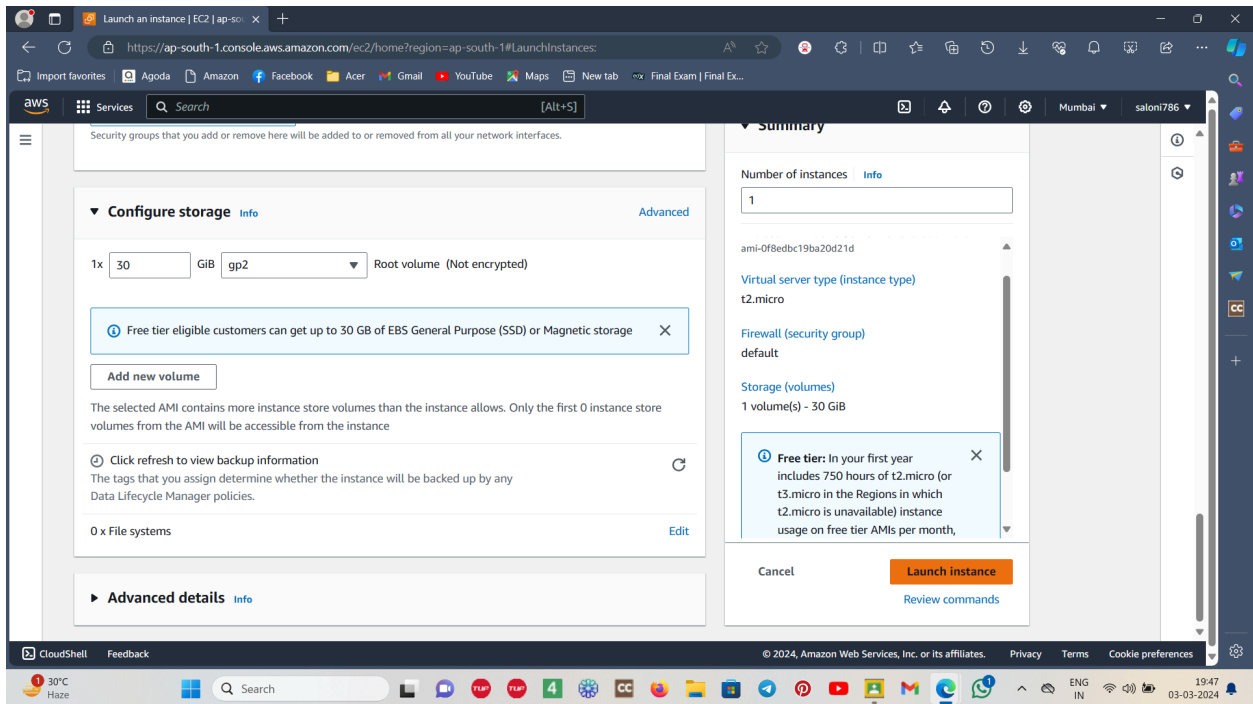 Launch an instance | EC2 | ap-sou
https://ap-south-1.console.aws.amazon.com/ec2/home?region=ap-south-1#LaunchInstances:
Import favorites
Agoda
Amazon
Facebook
Acer
Gmail
YouTube
Maps
New tab
Final Exam | Final Ex...
aws
Services
Search
[Alt+S]
Mumbai
saloni786
Security groups that you add or remove here will be added to or removed from all your network interfaces.
Configure storage Info
Advanced
1x 30 GiB gp2 Root volume (Not encrypted)
Free tier eligible customers can get up to 30 GB of EBS General Purpose (SSD) or Magnetic storage
Add new volume
The selected AMI contains more instance store volumes than the instance allows. Only the first 0 instance store
volumes from the AMI will be accessible from the instance
Click refresh to view backup information
The tags that you assign determine whether the instance will be backed up by any
Data Lifecycle Manager policies.
0 x File systems
Edit
Advanced details Info
Summary
Number of instances Info
1
ami-0f8edbc19ba20d21d
Virtual server type (instance type)
t2.micro
Firewall (security group)
default
Storage (volumes)
1 volume(s) - 30 GiB
Free tier: In your first year
includes 750 hours of t2.micro (or
t3.micro in the Regions in which
t2.micro is unavailable) instance
usage on free tier AMIs per month,
Cancel
Launch instance
Review commands
CloudShell
Feedback
© 2024, Amazon Web Services, Inc. or its affiliates.
Privacy
Terms
Cookie preferences
1
30°C
Haze
Search
TUF
TUF
4
CC
1
ENG
IN
19:47
03-03-2024
CC